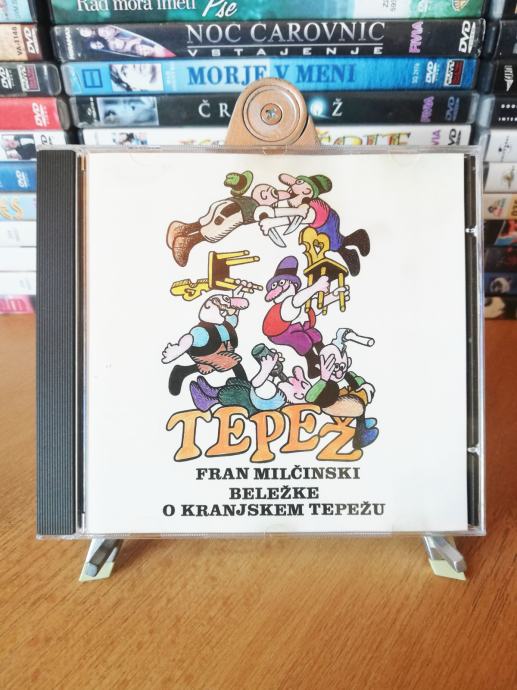 Rad mora imeti Pse
NOČ ČAROVNIC
VSTAJENJE
MORJE V MENI
TEPEŽ
FRAN MILČINSKI
BELEŽKE
O KRANJSKEM TEPEŽU